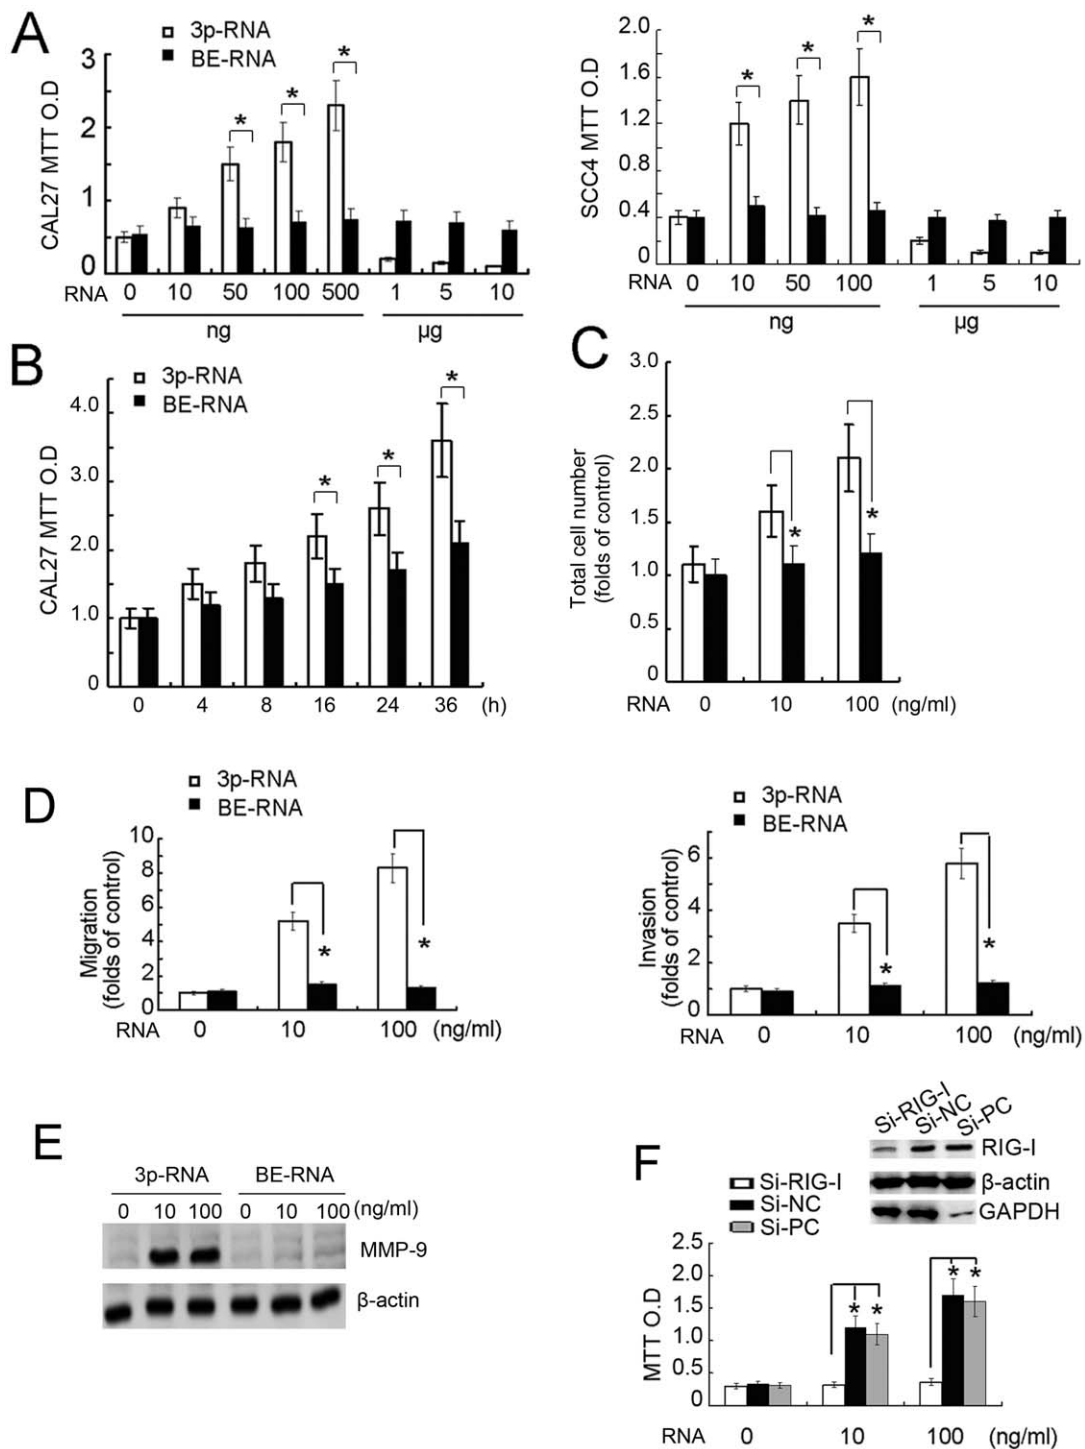 A
3p-RNA
BE-RNA
CAL27 MTT O.D
3
2
1
0
*
*
*
RNA 0 10 50 100 500 1 5 10
ng μg
SCC4 MTT O.D
2.0
1.6
1.2
0.8
0.4
0
*
*
*
0 10 50 100 1 5 10
ng μg
B
3p-RNA
BE-RNA
CAL27 MTT O.D
4.0
3.0
2.0
1.0
0
*
*
*
0 4 8 16 24 36 (h)
C
Total cell number
(folds of control)
3.0
2.5
2.0
1.5
1.0
0.5
0
*
*
RNA 0 10 100 (ng/ml)
D
3p-RNA
BE-RNA
Migration
(folds of control)
10
8
6
4
2
0
*
*
RNA 0 10 100 (ng/ml)
3p-RNA
BE-RNA
Invasion
(folds of control)
6
4
2
0
*
*
RNA 0 10 100 (ng/ml)
E
3p-RNA BE-RNA
0 10 100 0 10 100 (ng/ml)
MMP-9
β-actin
F
Si-RIG-I
Si-NC
Si-PC
Si-RIG-I Si-NC Si-PC
RIG-I
β-actin
GAPDH
MTT O.D
2.5
2.0
1.5
1.0
0.5
0
* *
* *
RNA 0 10 100 (ng/ml)